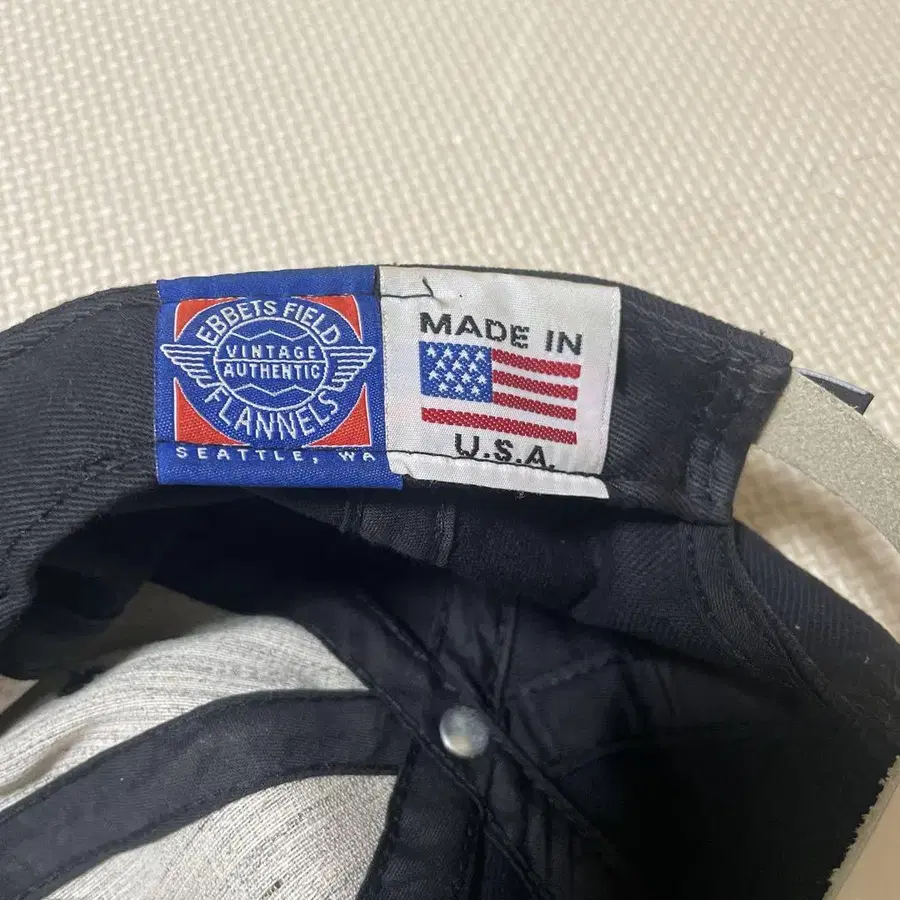 EBBETS FIELD
VINTAGE
AUTHENTIC
FLANNELS
SEATTLE, WA
MADE IN
U.S.A.